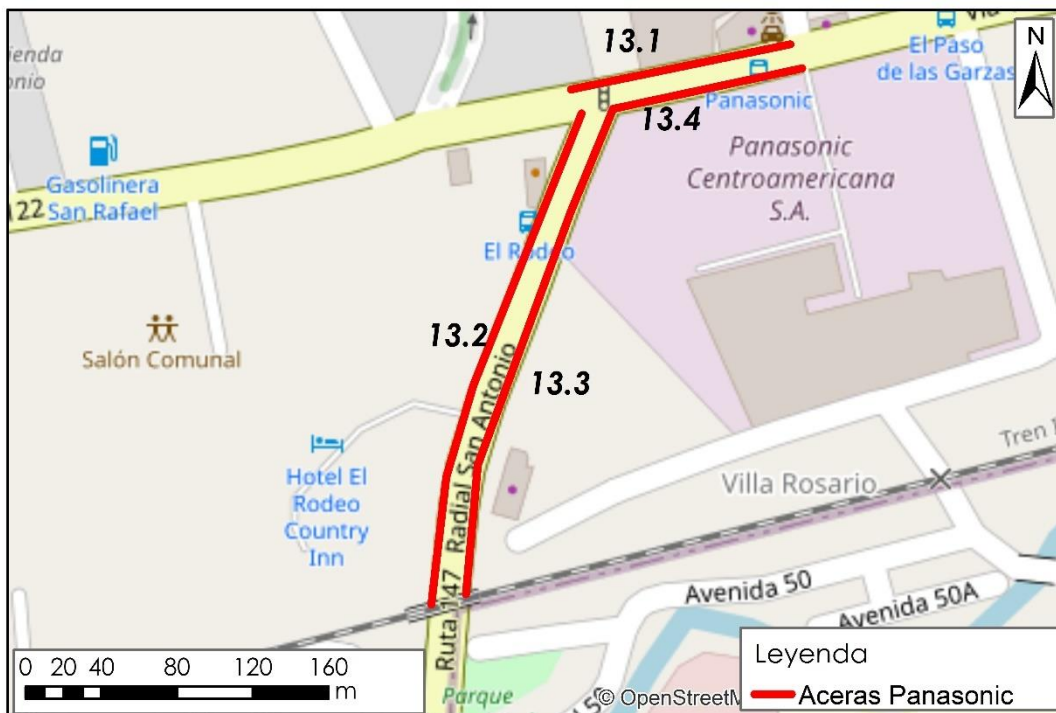 13.1
N
El Paso
de las Garzas
Panasonic
13.4
Panasonic
Centroamericana
S.A.
Gasolinera
San Rafael
122
El Rodeo
Salón Comunal
13.2
13.3
Ruta 147 Radial San Antonio
Hotel El
Rodeo
Country
Inn
Villa Rosario
Tren
Avenida 50
Avenida 50A
0 20 40 80 120 160
m
Parque
Leyenda
Aceras Panasonic